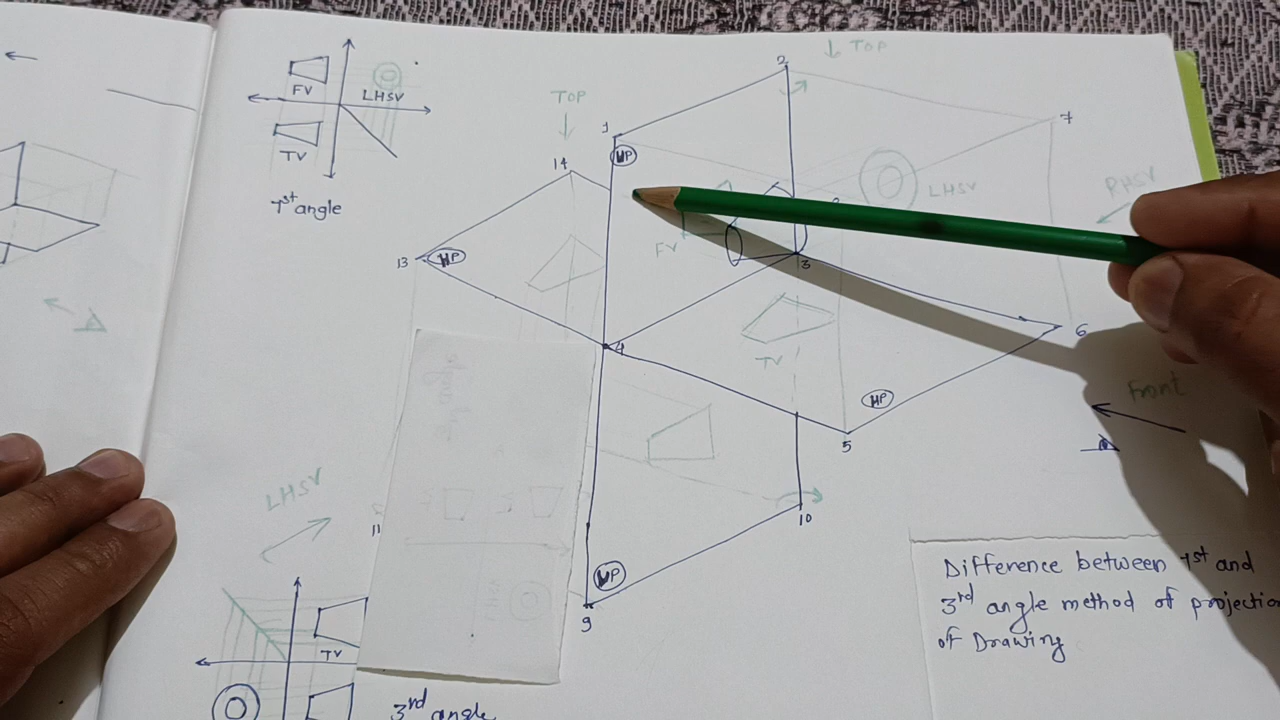 FV
LHSV
TV
1st angle
TOP
TOP
2
1
VP
14
7
LHSV
RHSV
13
HP
FV
3
4
6
TV
HP
Front
5
LHSV
10
11
VP
9
Difference between 1st and
3rd angle method of projection
of Drawing
TV
3rd angle